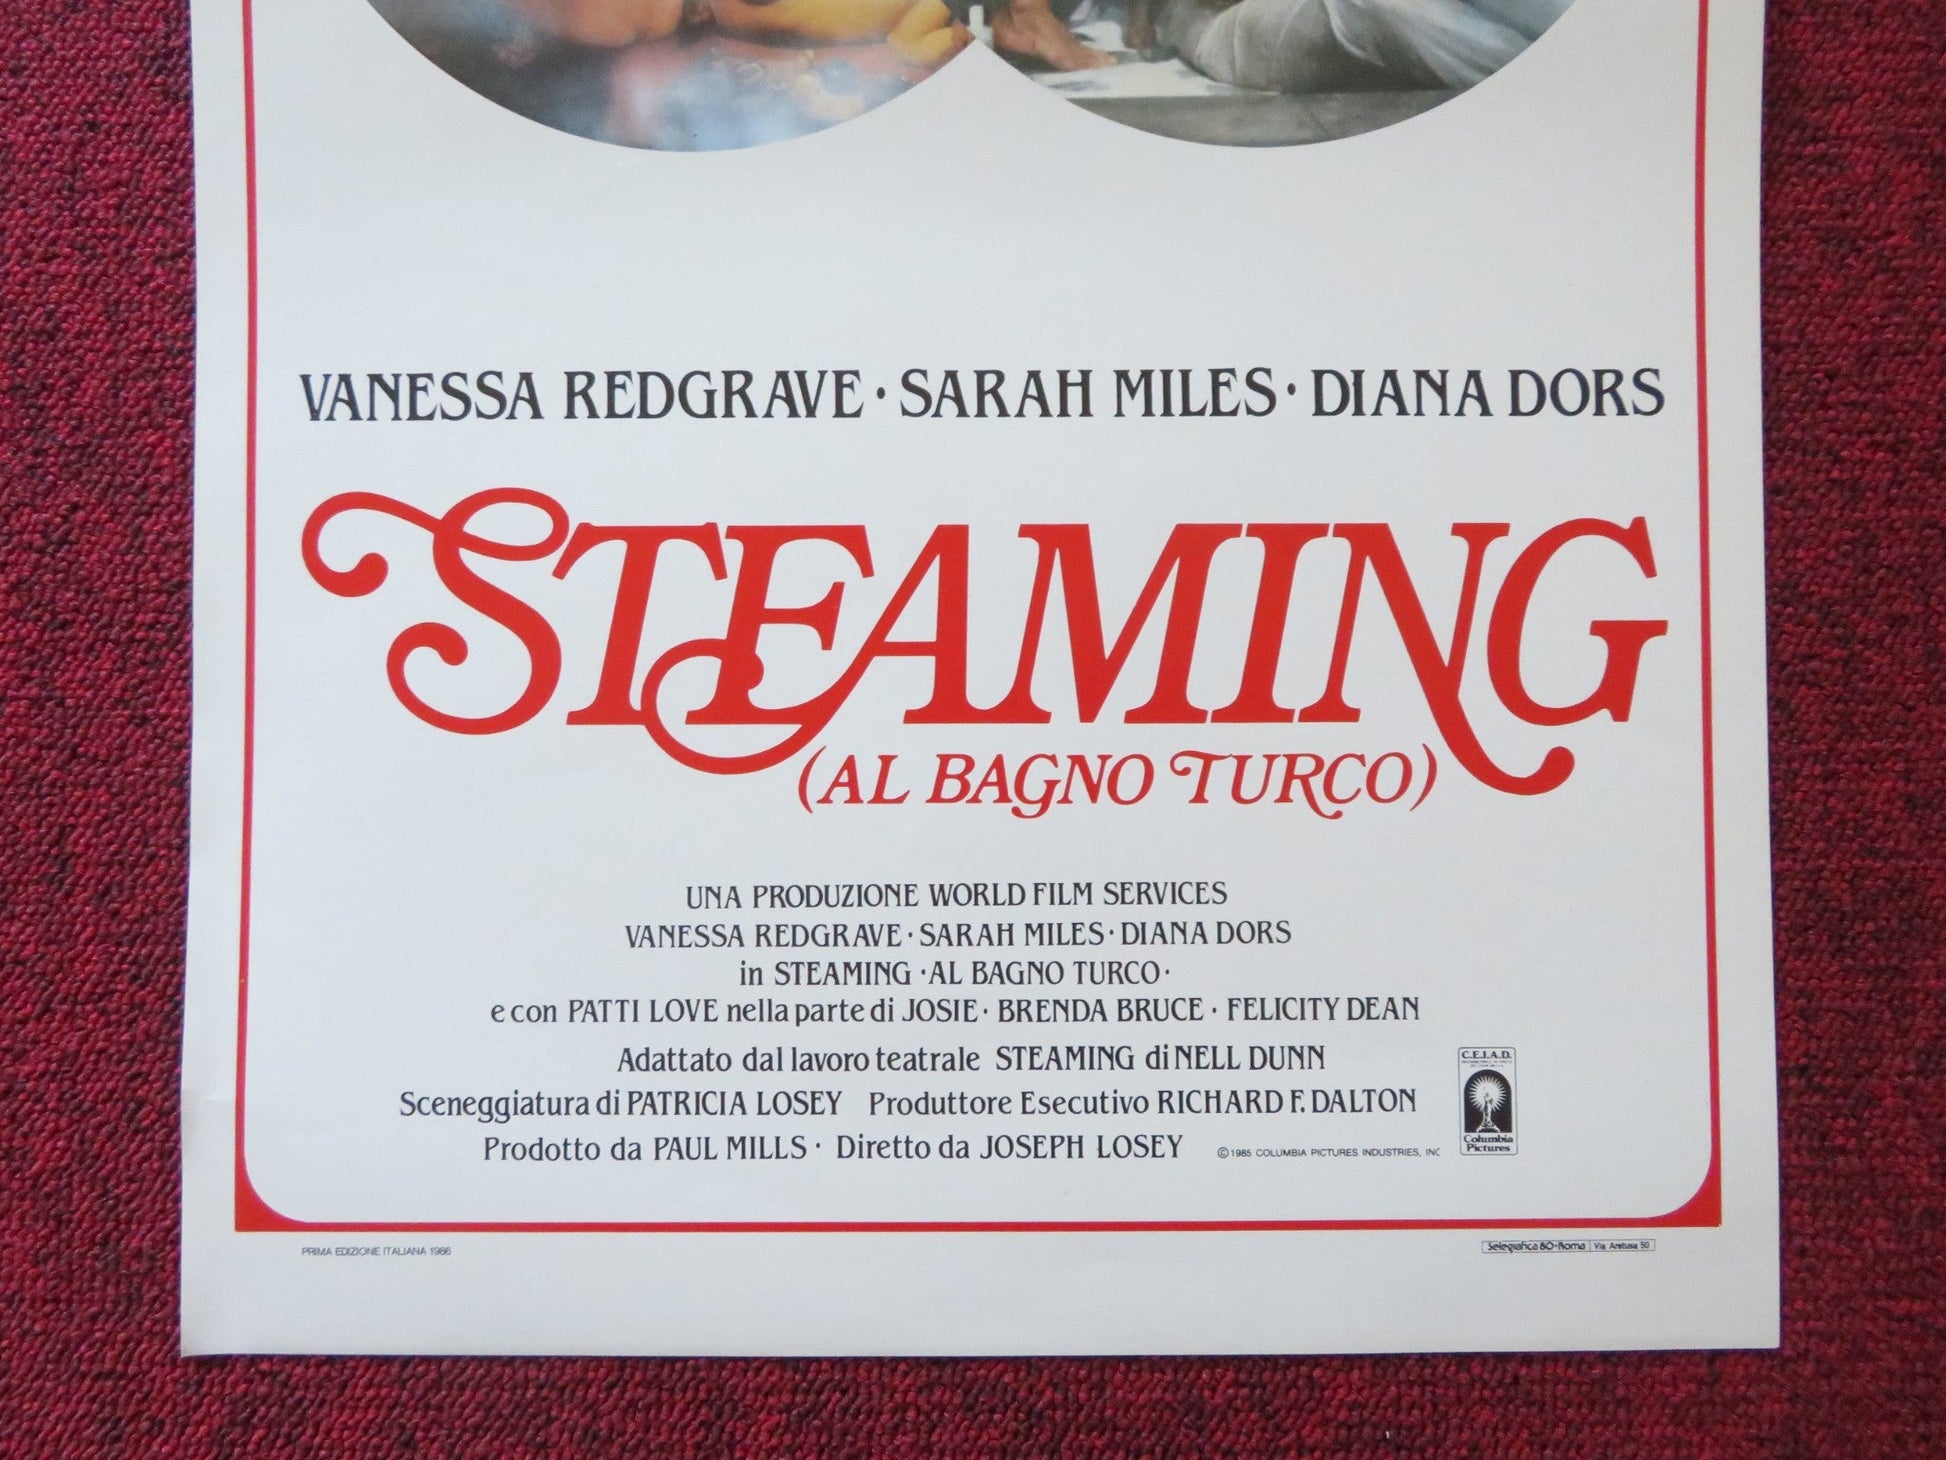 VANESSA REDGRAVE · SARAH MILES · DIANA DORS
STEAMING
(AL BAGNO TURCO)
UNA PRODUZIONE WORLD FILM SERVICES
VANESSA REDGRAVE · SARAH MILES · DIANA DORS
in STEAMING · AL BAGNO TURCO ·
e con PATTI LOVE nella parte di JOSIE · BRENDA BRUCE · FELICITY DEAN
Adattato dal lavoro teatrale STEAMING di NELL DUNN
Sceneggiatura di PATRICIA LOSEY Produttore Esecutivo RICHARD F. DALTON
Prodotto da PAUL MILLS · Diretto da JOSEPH LOSEY ©1985 COLUMBIA PICTURES INDUSTRIES, INC
C.E.I.A.D.
Columbia
Pictures
PRIMA EDIZIONE ITALIANA 1986
Selegrafica 80-Roma Via Aretusa 50